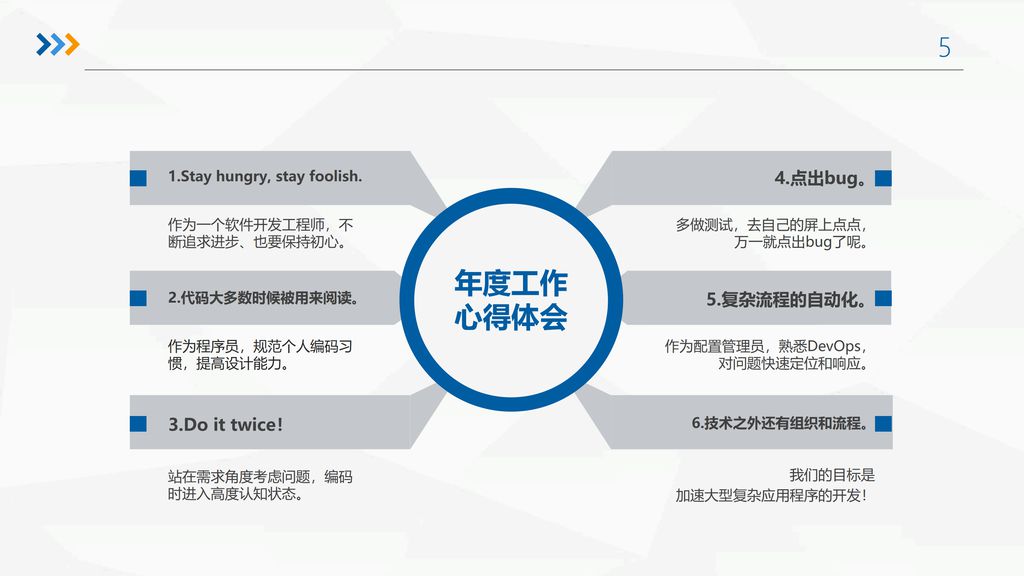 5
1.Stay hungry, stay foolish.
作为一个软件开发工程师，不
断追求进步、也要保持初心。
2.代码大多数时候被用来阅读。
作为程序员，规范个人编码习
惯，提高设计能力。
3.Do it twice!
站在需求角度考虑问题，编码
时进入高度认知状态。
年度工作
心得体会
4.点出bug。
多做测试，去自己的屏上点点，
万一就点出bug了呢。
5.复杂流程的自动化。
作为配置管理员，熟悉DevOps，
对问题快速定位和响应。
6.技术之外还有组织和流程。
我们的目标是
加速大型复杂应用程序的开发！